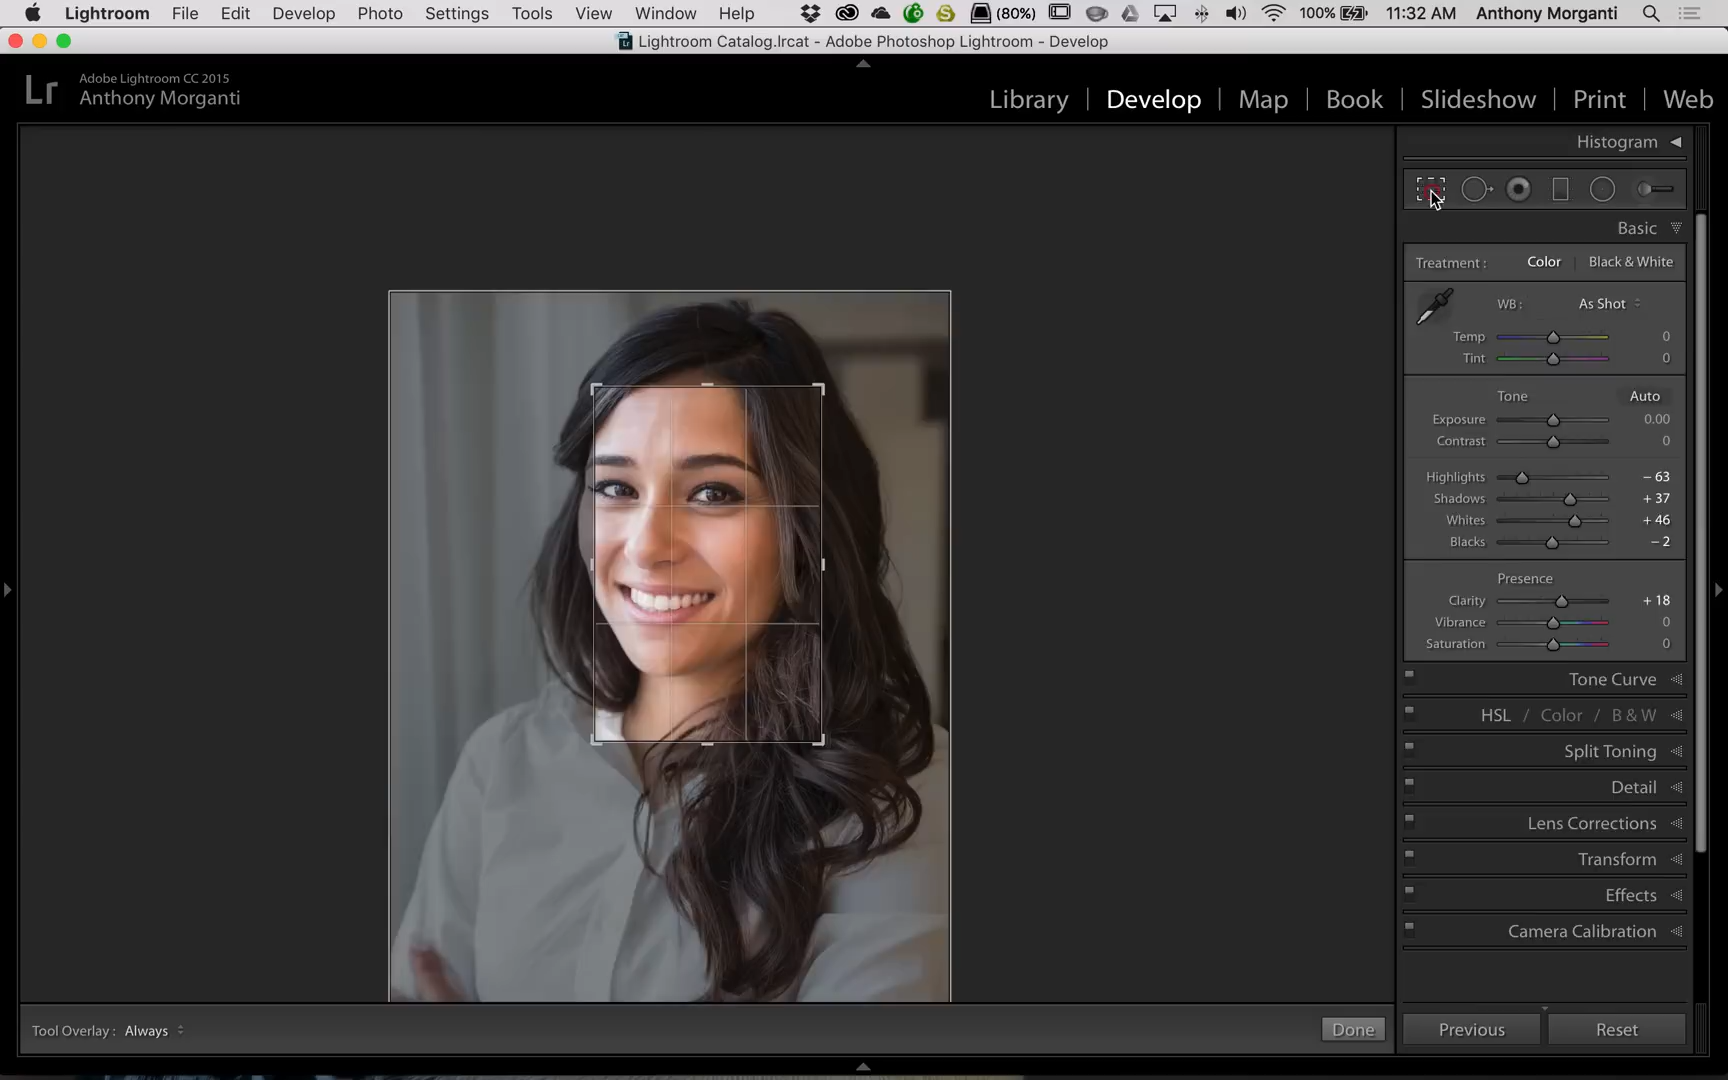 Lightroom File Edit Develop Photo Settings Tools View Window Help (80%) 100% 11:32 AM Anthony Morganti
Lightroom Catalog.lrcat - Adobe Photoshop Lightroom - Develop
Lr
Adobe Lightroom CC 2015
Anthony Morganti
Library | Develop | Map | Book | Slideshow | Print | Web
Histogram
Basic
Treatment : Color | Black & White
WB : As Shot
Temp 0
Tint 0
Tone Auto
Exposure 0.00
Contrast 0
Highlights – 63
Shadows + 37
Whites + 46
Blacks – 2
Presence
Clarity + 18
Vibrance 0
Saturation 0
Tone Curve
HSL / Color / B & W
Split Toning
Detail
Lens Corrections
Transform
Effects
Camera Calibration
Tool Overlay : Always
Done
Previous Reset